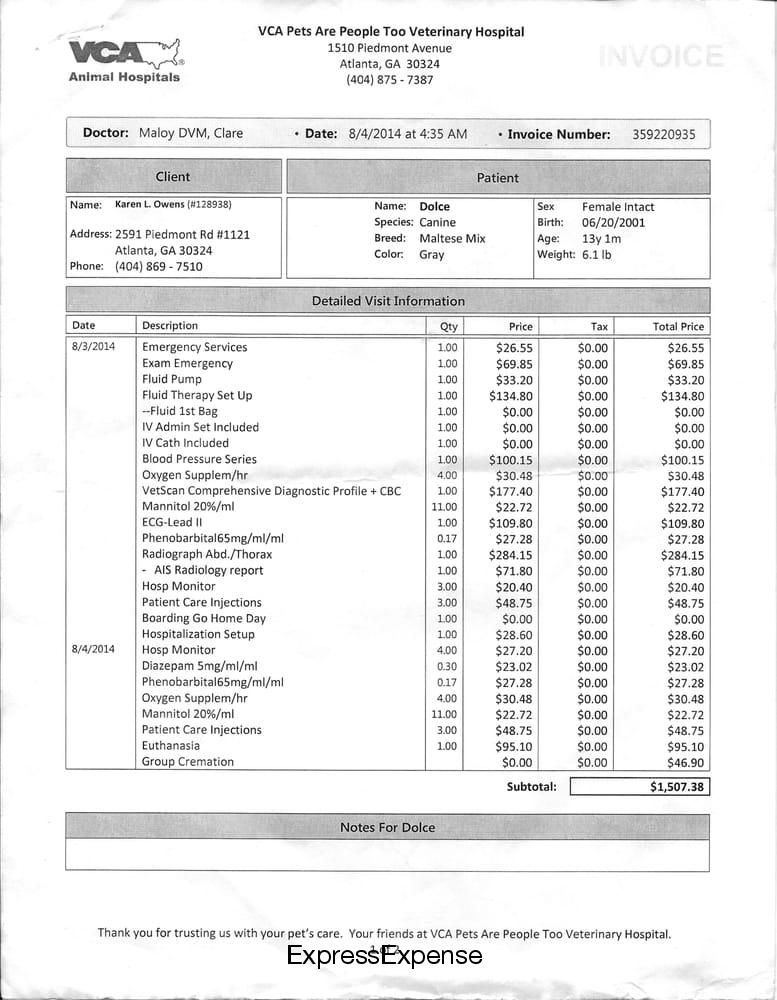 VCA
Animal Hospitals
VCA Pets Are People Too Veterinary Hospital
1510 Piedmont Avenue
Atlanta, GA 30324
(404) 875 - 7387
INVOICE
Doctor: Maloy DVM, Clare • Date: 8/4/2014 at 4:35 AM • Invoice Number: 359220935
Client
Name: Karen L. Owens (#128938)
Address: 2591 Piedmont Rd #1121
Atlanta, GA 30324
Phone: (404) 869 - 7510
Patient
Name: Dolce Sex Female Intact
Species: Canine Birth: 06/20/2001
Breed: Maltese Mix Age: 13y 1m
Color: Gray Weight: 6.1 lb
Detailed Visit Information
Date Description Qty Price Tax Total Price
8/3/2014 Emergency Services 1.00 $26.55 $0.00 $26.55
Exam Emergency 1.00 $69.85 $0.00 $69.85
Fluid Pump 1.00 $33.20 $0.00 $33.20
Fluid Therapy Set Up 1.00 $134.80 $0.00 $134.80
--Fluid 1st Bag 1.00 $0.00 $0.00 $0.00
IV Admin Set Included 1.00 $0.00 $0.00 $0.00
IV Cath Included 1.00 $0.00 $0.00 $0.00
Blood Pressure Series 1.00 $100.15 $0.00 $100.15
Oxygen Supplem/hr 4.00 $30.48 $0.00 $30.48
VetScan Comprehensive Diagnostic Profile + CBC 1.00 $177.40 $0.00 $177.40
Mannitol 20%/ml 11.00 $22.72 $0.00 $22.72
ECG-Lead II 1.00 $109.80 $0.00 $109.80
Phenobarbital65mg/ml/ml 0.17 $27.28 $0.00 $27.28
Radiograph Abd./Thorax 1.00 $284.15 $0.00 $284.15
- AIS Radiology report 1.00 $71.80 $0.00 $71.80
Hosp Monitor 3.00 $20.40 $0.00 $20.40
Patient Care Injections 3.00 $48.75 $0.00 $48.75
Boarding Go Home Day 1.00 $0.00 $0.00 $0.00
Hospitalization Setup 1.00 $28.60 $0.00 $28.60
8/4/2014 Hosp Monitor 4.00 $27.20 $0.00 $27.20
Diazepam 5mg/ml/ml 0.30 $23.02 $0.00 $23.02
Phenobarbital65mg/ml/ml 0.17 $27.28 $0.00 $27.28
Oxygen Supplem/hr 4.00 $30.48 $0.00 $30.48
Mannitol 20%/ml 11.00 $22.72 $0.00 $22.72
Patient Care Injections 3.00 $48.75 $0.00 $48.75
Euthanasia 1.00 $95.10 $0.00 $95.10
Group Cremation $0.00 $0.00 $46.90
Subtotal: $1,507.38
Notes For Dolce
Thank you for trusting us with your pet's care. Your friends at VCA Pets Are People Too Veterinary Hospital.
ExpressExpense